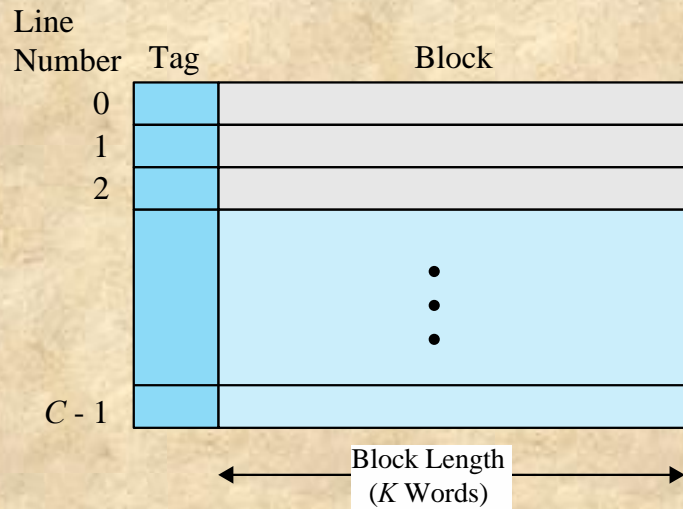 Line
Number Tag Block
0
1
2
C - 1
Block Length
(K Words)